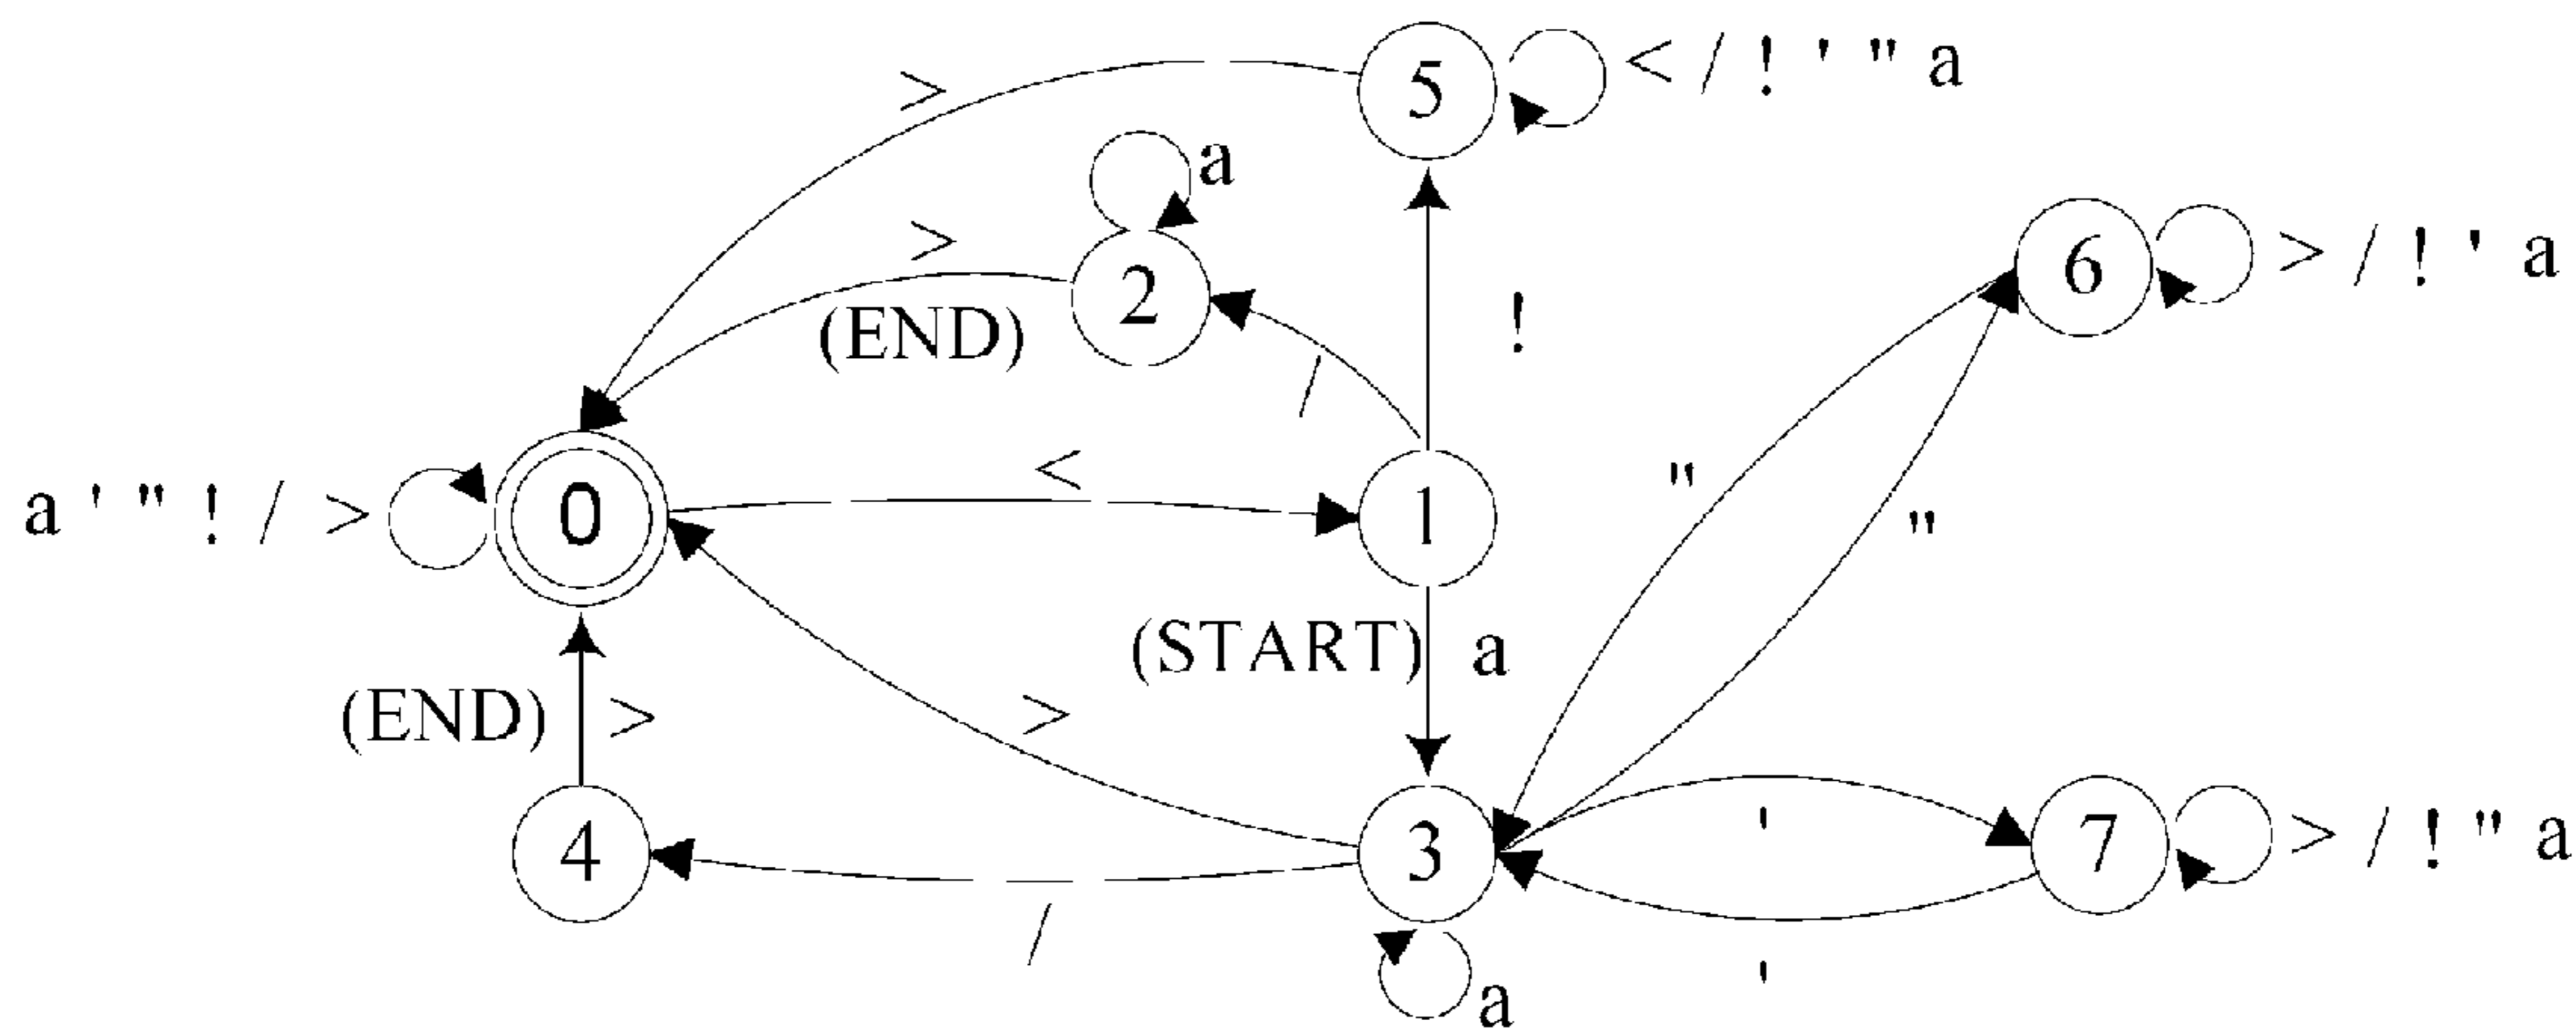 5
< / ! ' " a
>
a
>
2
(END)
6
> / ! ' a
!
/
<
a ' " ! / >
0
1
"
"
(START) a
(END) >
>
4
3
'
7
> / ! " a
/
a
'